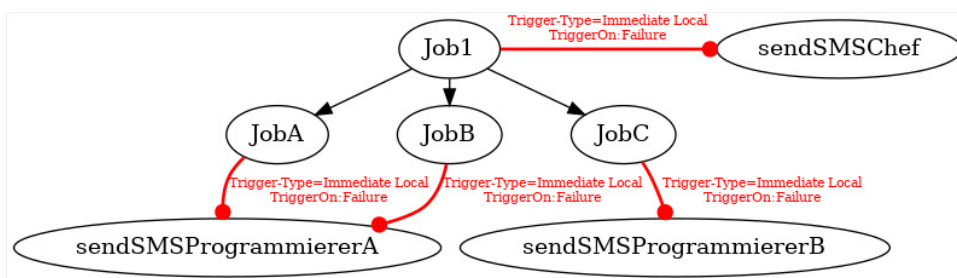 Trigger-Type=Immediate Local
TriggerOn:Failure
Job1
sendSMSChef
JobA
JobB
JobC
Trigger-Type=Immediate Local
TriggerOn:Failure
Trigger-Type=Immediate Local
TriggerOn:Failure
Trigger-Type=Immediate Local
TriggerOn:Failure
sendSMSProgrammiererA
sendSMSProgrammiererB